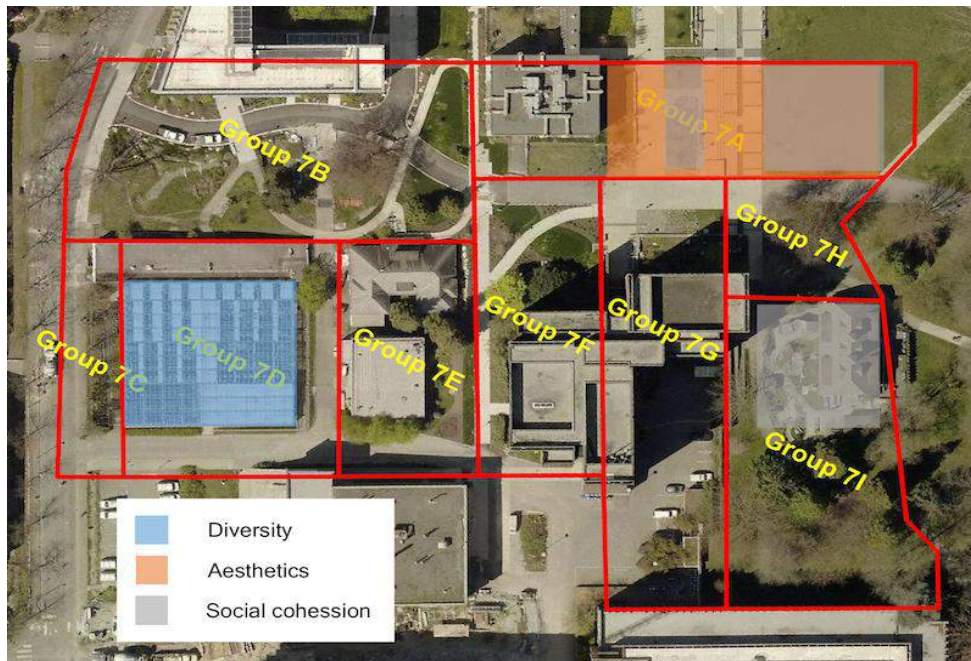 Group 7A
Group 7B
Group 7H
Group 7C
Group 7D
Group 7E
Group 7F
Group 7G
Group 7I
Diversity
Aesthetics
Social cohession